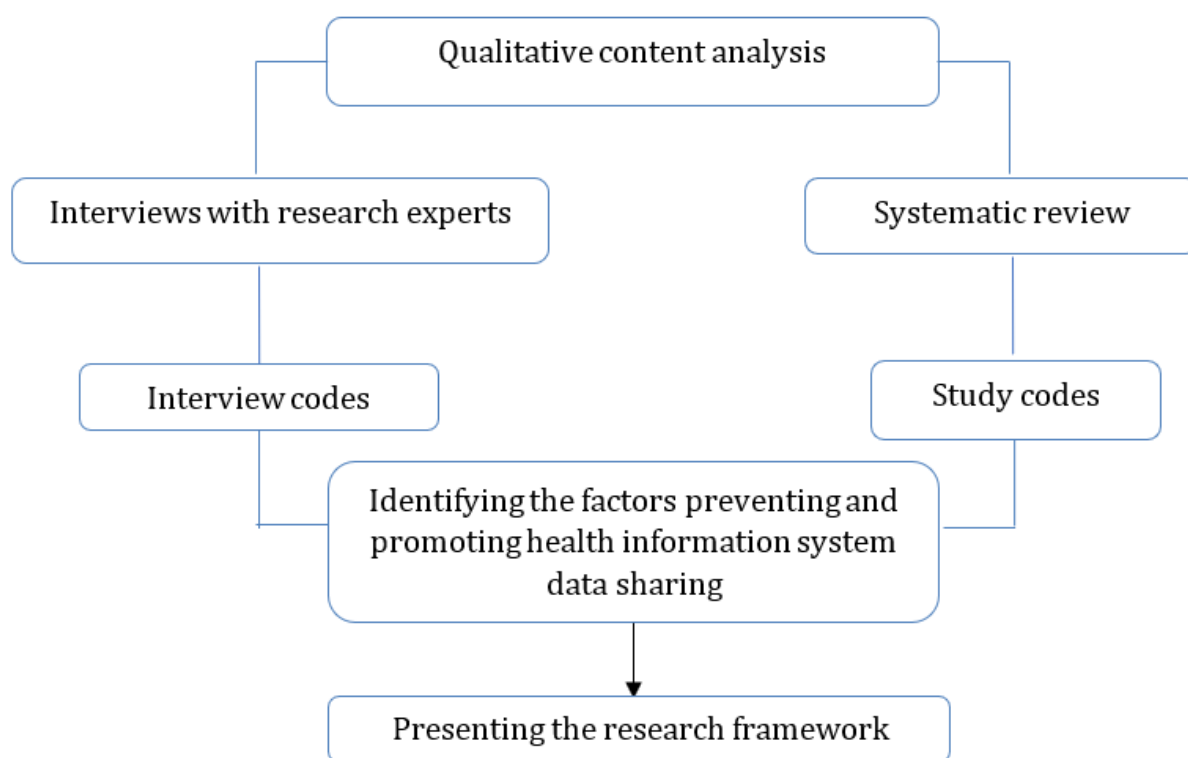 Qualitative content analysis
Interviews with research experts
Systematic review
Interview codes
Study codes
Identifying the factors preventing and
promoting health information system
data sharing
Presenting the research framework